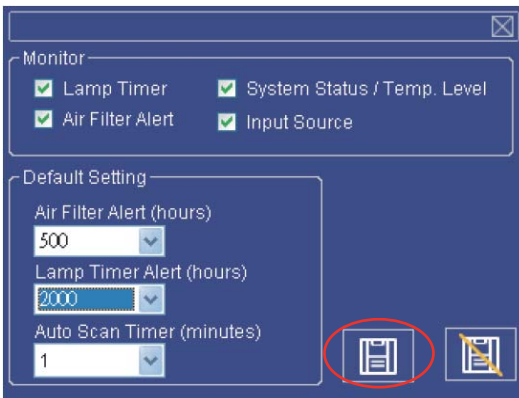 Monitor
Lamp Timer
System Status / Temp. Level
Air Filter Alert
Input Source
Default Setting
Air Filter Alert (hours)
500
Lamp Timer Alert (hours)
2000
Auto Scan Timer (minutes)
1